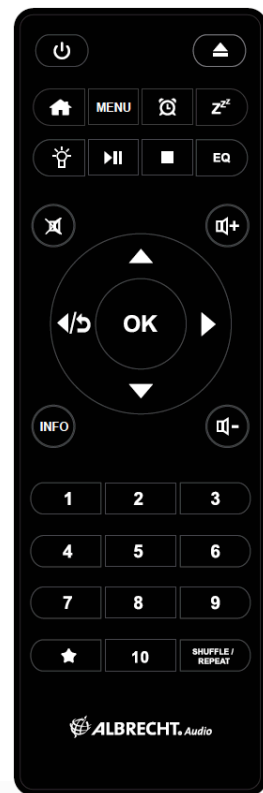 MENU
Zzz
EQ
+
/
OK
INFO
-
1 2 3
4 5 6
7 8 9
10 SHUFFLE /
REPEAT
ALBRECHT. Audio